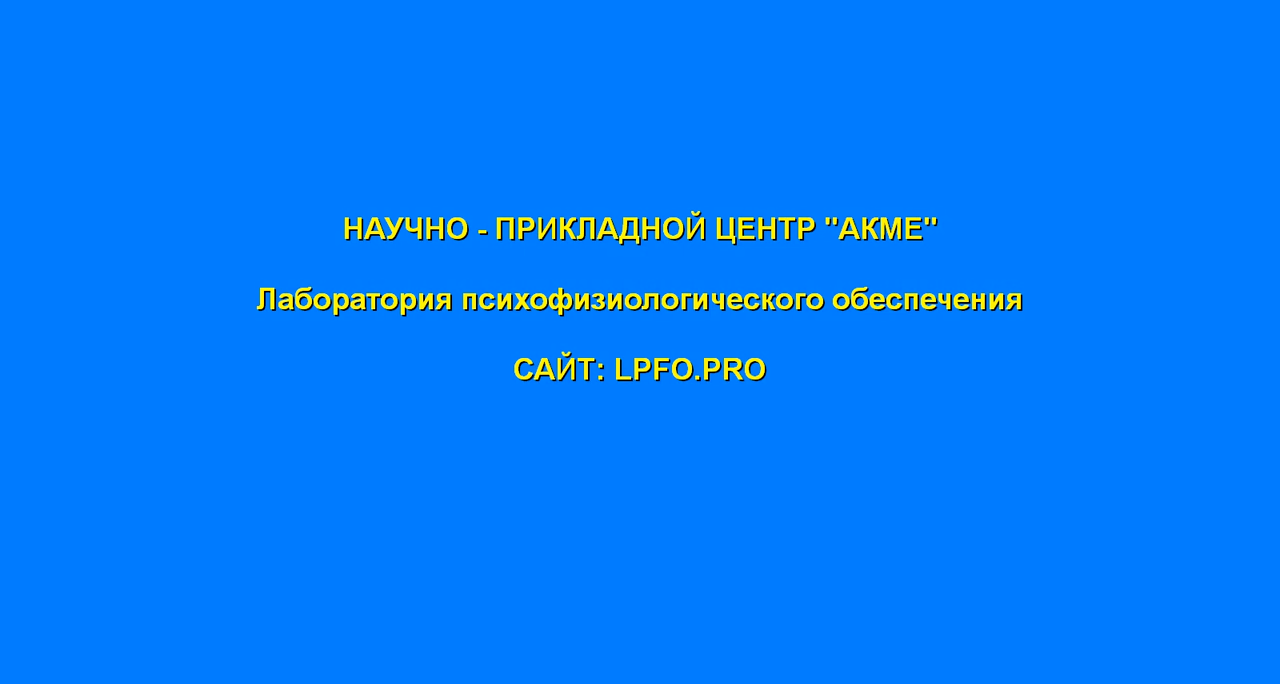 НАУЧНО - ПРИКЛАДНОЙ ЦЕНТР "АКМЕ"
Лаборатория психофизиологического обеспечения
САЙТ: LPFO.PRO